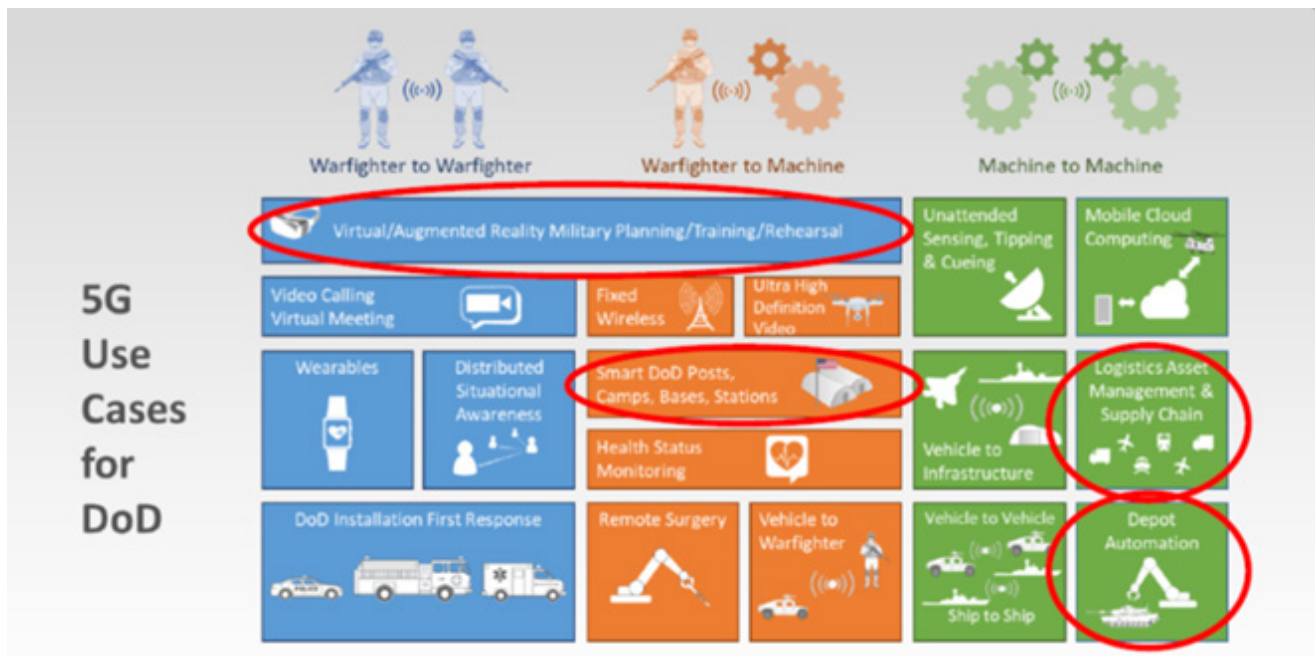 5G
Use
Cases
for
DoD
Warfighter to Warfighter
Warfighter to Machine
Machine to Machine
Virtual/Augmented Reality Military Planning/Training/Rehearsal
Unattended
Sensing, Tipping
& Cueing
Mobile Cloud
Computing
Video Calling
Virtual Meeting
Fixed
Wireless
Ultra High
Definition
Video
Wearables
Distributed
Situational
Awareness
Smart DoD Posts,
Camps, Bases, Stations
Health Status
Monitoring
Vehicle to
Infrastructure
Logistics Asset
Management &
Supply Chain
DoD Installation First Response
POLICE
Remote Surgery
Vehicle to
Warfighter
Vehicle to Vehicle
Ship to Ship
Depot
Automation